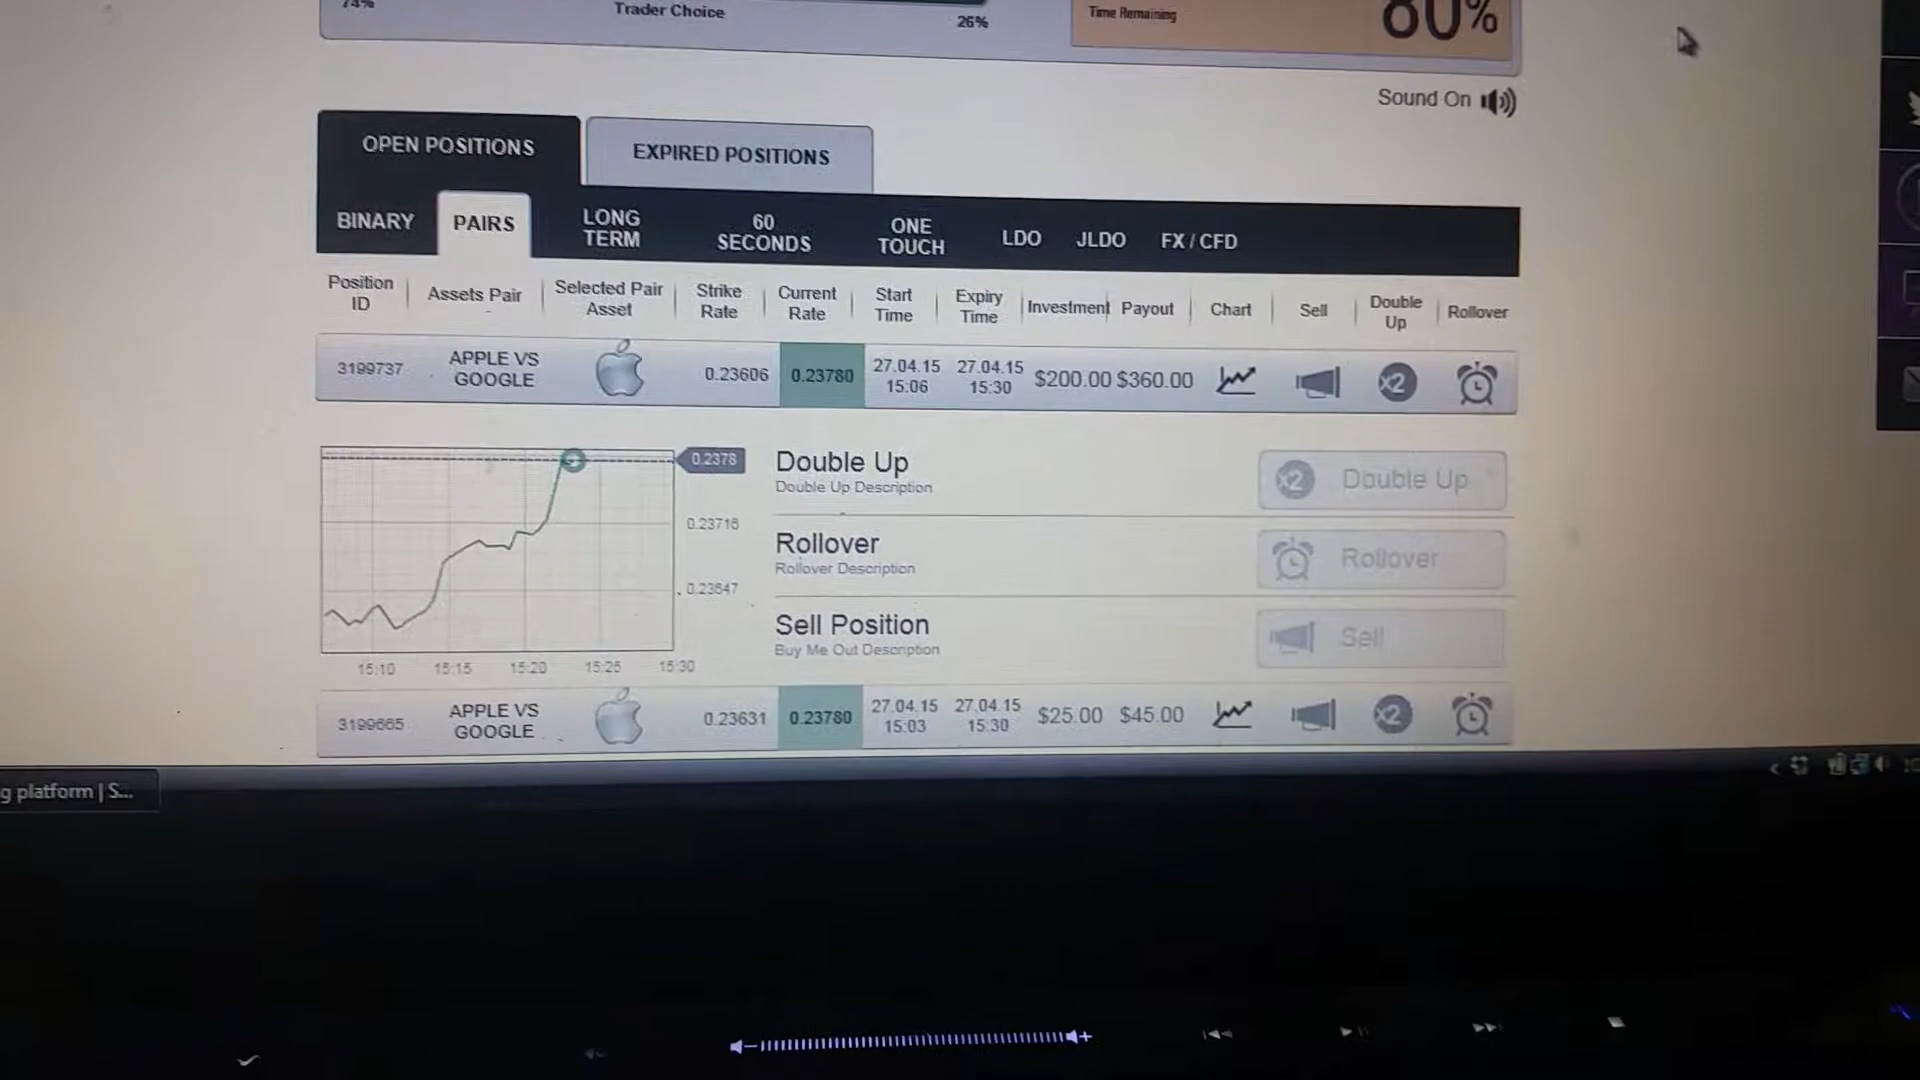 74%
Trader Choice
26%
Time Remaining
80%
Sound On
OPEN POSITIONS
EXPIRED POSITIONS
BINARY
PAIRS
LONG
TERM
60
SECONDS
ONE
TOUCH
LDO
JLDO
FX / CFD
Position
ID
Assets Pair
Selected Pair
Asset
Strike
Rate
Current
Rate
Start
Time
Expiry
Time
Investment
Payout
Chart
Sell
Double
Up
Rollover
3199737
APPLE VS
GOOGLE
0.23606
0.23780
27.04.15
15:06
27.04.15
15:30
$200.00
$360.00
x2
0.2378
0.23716
0.23647
15:10
15:15
15:20
15:25
15:30
Double Up
Double Up Description
x2
Double Up
Rollover
Rollover Description
Rollover
Sell Position
Buy Me Out Description
Sell
3199665
APPLE VS
GOOGLE
0.23631
0.23780
27.04.15
15:03
27.04.15
15:30
$25.00
$45.00
x2
g platform | S...